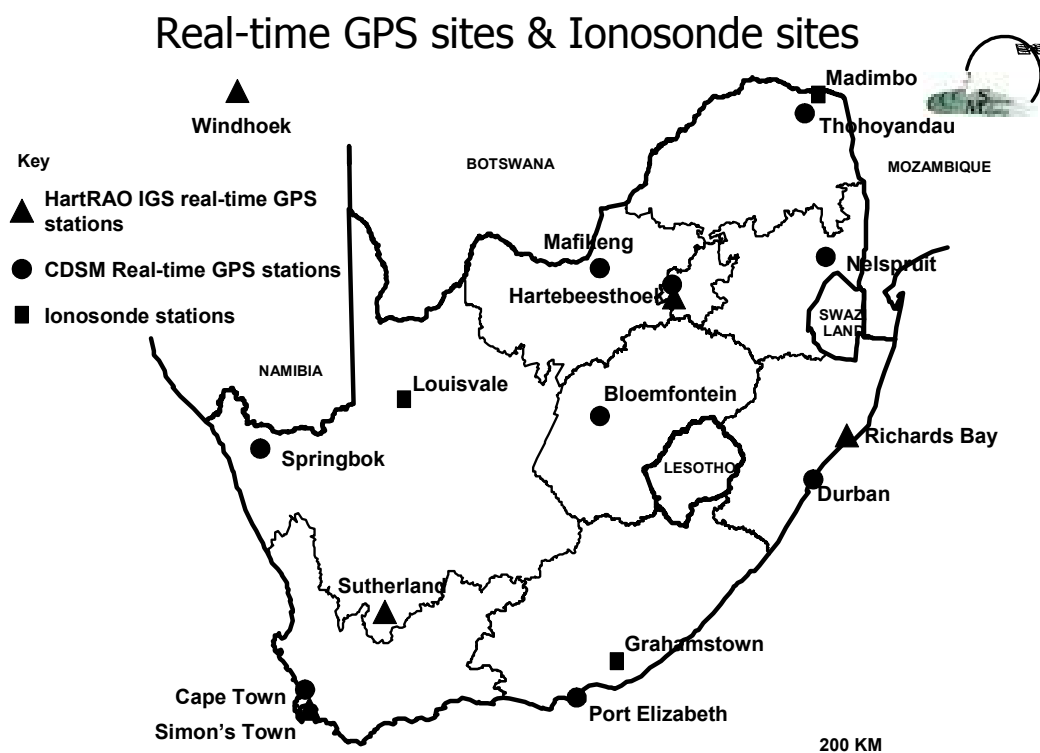 Real-time GPS sites & Ionosonde sites
Madimbo
Windhoek
Thohoyandau
Key
BOTSWANA
MOZAMBIQUE
HartRAO IGS real-time GPS
stations
Mafikeng
CDSM Real-time GPS stations
Nelspruit
Hartebeesthoek
Ionosonde stations
SWAZI
LAND
NAMIBIA
Louisvale
Bloemfontein
Richards Bay
Springbok
LESOTHO
Durban
Sutherland
Grahamstown
Cape Town
Port Elizabeth
Simon's Town
200 KM